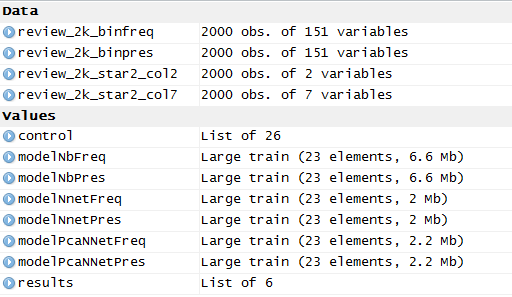 Data
review_2k_binfreq 2000 obs. of 151 variables
review_2k_binpres 2000 obs. of 151 variables
review_2k_star2_col2 2000 obs. of 2 variables
review_2k_star2_col7 2000 obs. of 7 variables
Values
control List of 26
modelNbFreq Large train (23 elements, 6.6 Mb)
modelNbPres Large train (23 elements, 6.6 Mb)
modelNnetFreq Large train (23 elements, 2 Mb)
modelNnetPres Large train (23 elements, 2 Mb)
modelPcaNNetFreq Large train (23 elements, 2.2 Mb)
modelPcaNNetPres Large train (23 elements, 2.2 Mb)
results List of 6